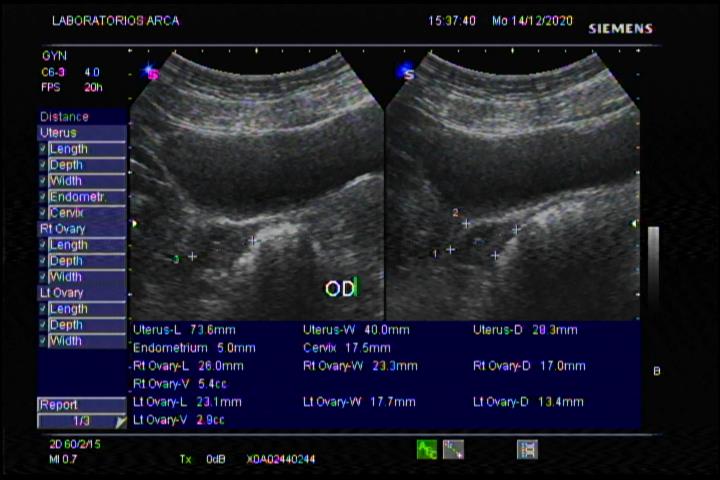 LABORATORIOS ARCA
15:37:40 Mo 14/12/2020
SIEMENS
GYN
C6-3 4.0
FPS 20h
Distance
Uterus
Length
Depth
Width
Endometr.
Cervix
Rt Ovary
Length
Depth
Width
Lt Ovary
Length
Depth
Width
Report
1/3
S
S
3
2
1
OD
Uterus-L 73.6mm Uterus-W 40.0mm Uterus-D 28.3mm
Endometrium 5.0mm Cervix 17.5mm
Rt Ovary-L 26.0mm Rt Ovary-W 23.3mm Rt Ovary-D 17.0mm
Rt Ovary-V 5.4cc
Lt Ovary-L 23.1mm Lt Ovary-W 17.7mm Lt Ovary-D 13.4mm
Lt Ovary-V 2.9cc
B
2D 60/2/15
MI 0.7 Tx 0dB X0A02440244